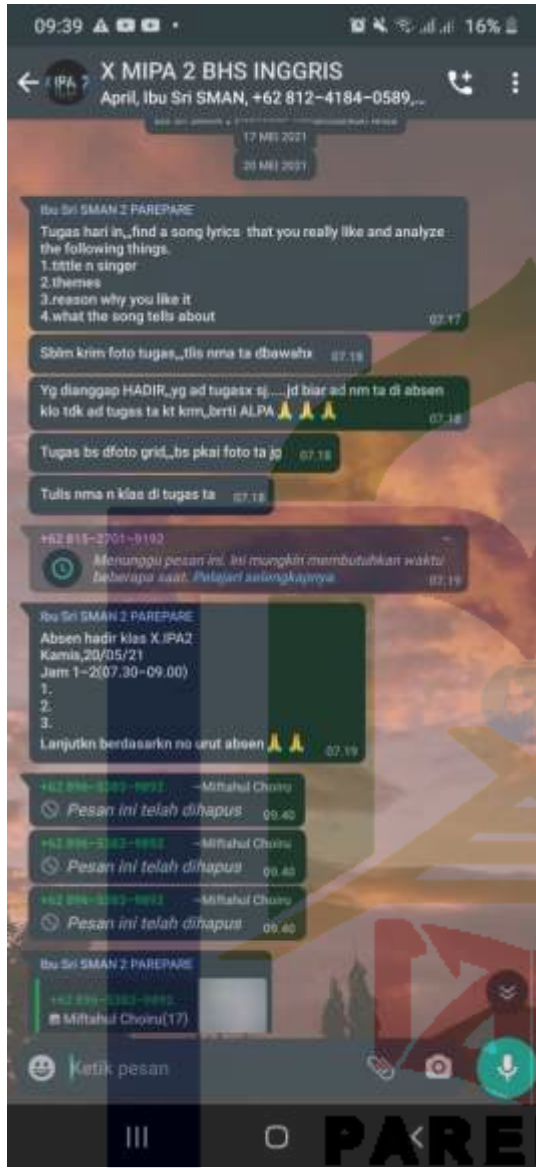 09:39
16%
X MIPA 2 BHS INGGRIS
April, Ibu Sri SMAN, +62 812-4184-0589,...
17 MEI 2021
20 MEI 2021
Ibu Sri SMAN 2 PAREPARE
Tugas hari in,,,find a song lyrics that you really like and analyze
the following things.
1.tittle n singer
2.themes
3.reason why you like it
4.what the song tells about
07.17
Sblm krim foto tugas,,,tlis nma ta dbawahx 07.18
Yg dianggap HADIR,,yg ad tugasx sj.....jd biar ad nm ta di absen
klo tdk ad tugas ta kt krm,,brrti ALPA🙏🙏🙏
07.18
Tugas bs dfoto grid,,,bs pkai foto ta jg 07.18
Tulis nma n klas di tugas ta 07.18
+62 815-2701-9192
Menunggu pesan ini. Ini mungkin membutuhkan waktu
beberapa saat. Pelajari selengkapnya.
07.19
Ibu Sri SMAN 2 PAREPARE
Absen hadir klas X.IPA2
Kamis,20/05/21
Jam 1-2(07.30-09.00)
1.
2.
3.
Lanjutkn berdasarkn no urut absen🙏🙏 07.19
~Miftahul Choiru
Pesan ini telah dihapus 09.40
~Miftahul Choiru
Pesan ini telah dihapus 09.40
~Miftahul Choiru
Pesan ini telah dihapus 09.40
Ibu Sri SMAN 2 PAREPARE
Miftahul Choiru(17)
Ketik pesan
PARE